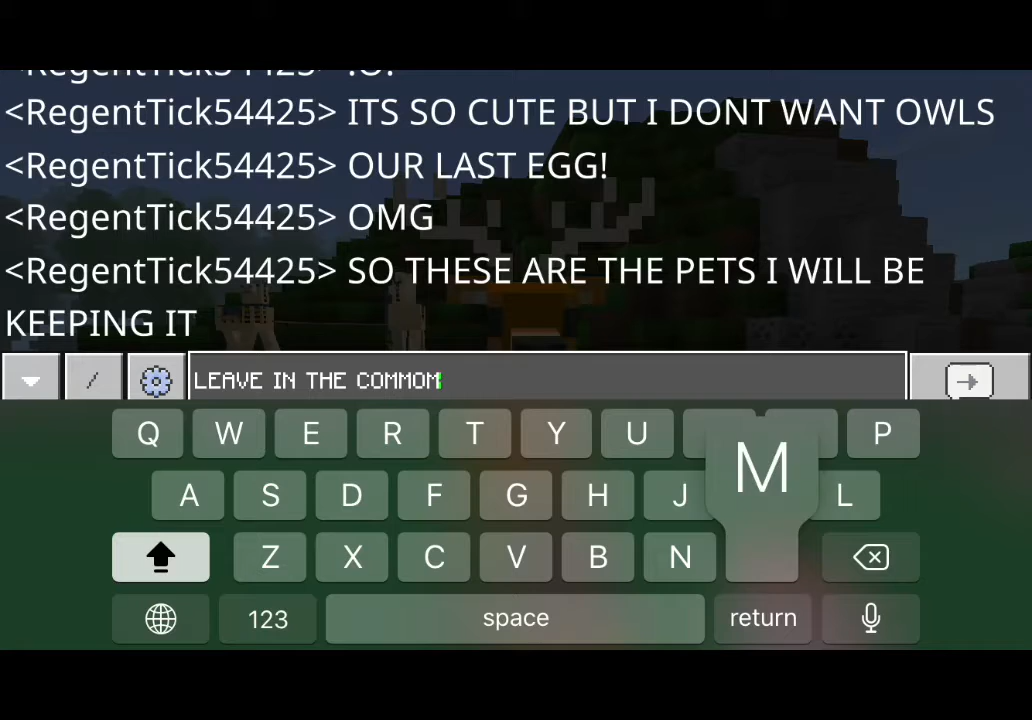 <RegentTick54425> !O!
<RegentTick54425> ITS SO CUTE BUT I DONT WANT OWLS
<RegentTick54425> OUR LAST EGG!
<RegentTick54425> OMG
<RegentTick54425> SO THESE ARE THE PETS I WILL BE
KEEPING IT
/ LEAVE IN THE COMMOM
Q W E R T Y U P
A S D F G H J M L
Z X C V B N
123 space return